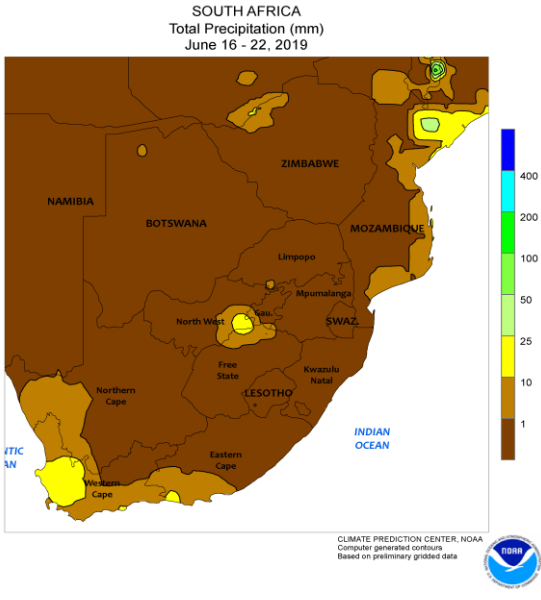 SOUTH AFRICA
Total Precipitation (mm)
June 16 - 22, 2019
ZIMBABWE
NAMIBIA
BOTSWANA
MOZAMBIQUE
Limpopo
Mpumalanga
Gau.
North West
SWAZ.
Free
State
Kwazulu
Natal
Northern
Cape
LESOTHO
INDIAN
OCEAN
NTIC
AN
Eastern
Cape
Western
Cape
400
200
100
50
25
10
1
CLIMATE PREDICTION CENTER, NOAA
Computer generated contours
Based on preliminary gridded data
NOAA